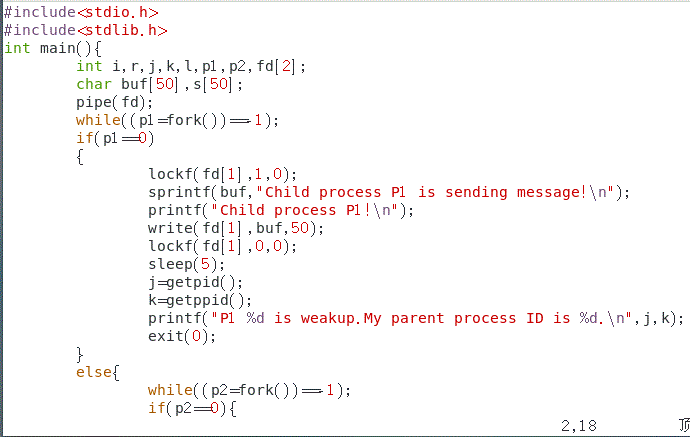 #include<stdio.h>
#include<stdlib.h>
int main(){
        int i,r,j,k,l,p1,p2,fd[2];
        char buf[50],s[50];
        pipe(fd);
        while((p1=fork())==-1);
        if(p1==0)
        {
                lockf(fd[1],1,0);
                sprintf(buf,"Child process P1 is sending message!\n");
                printf("Child process P1!\n");
                write(fd[1],buf,50);
                lockf(fd[1],0,0);
                sleep(5);
                j=getpid();
                k=getppid();
                printf("P1 %d is weakup.My parent process ID is %d.\n",j,k);
                exit(0);
        }
        else{
                while((p2=fork())==-1);
                if(p2==0){
2,18 顶